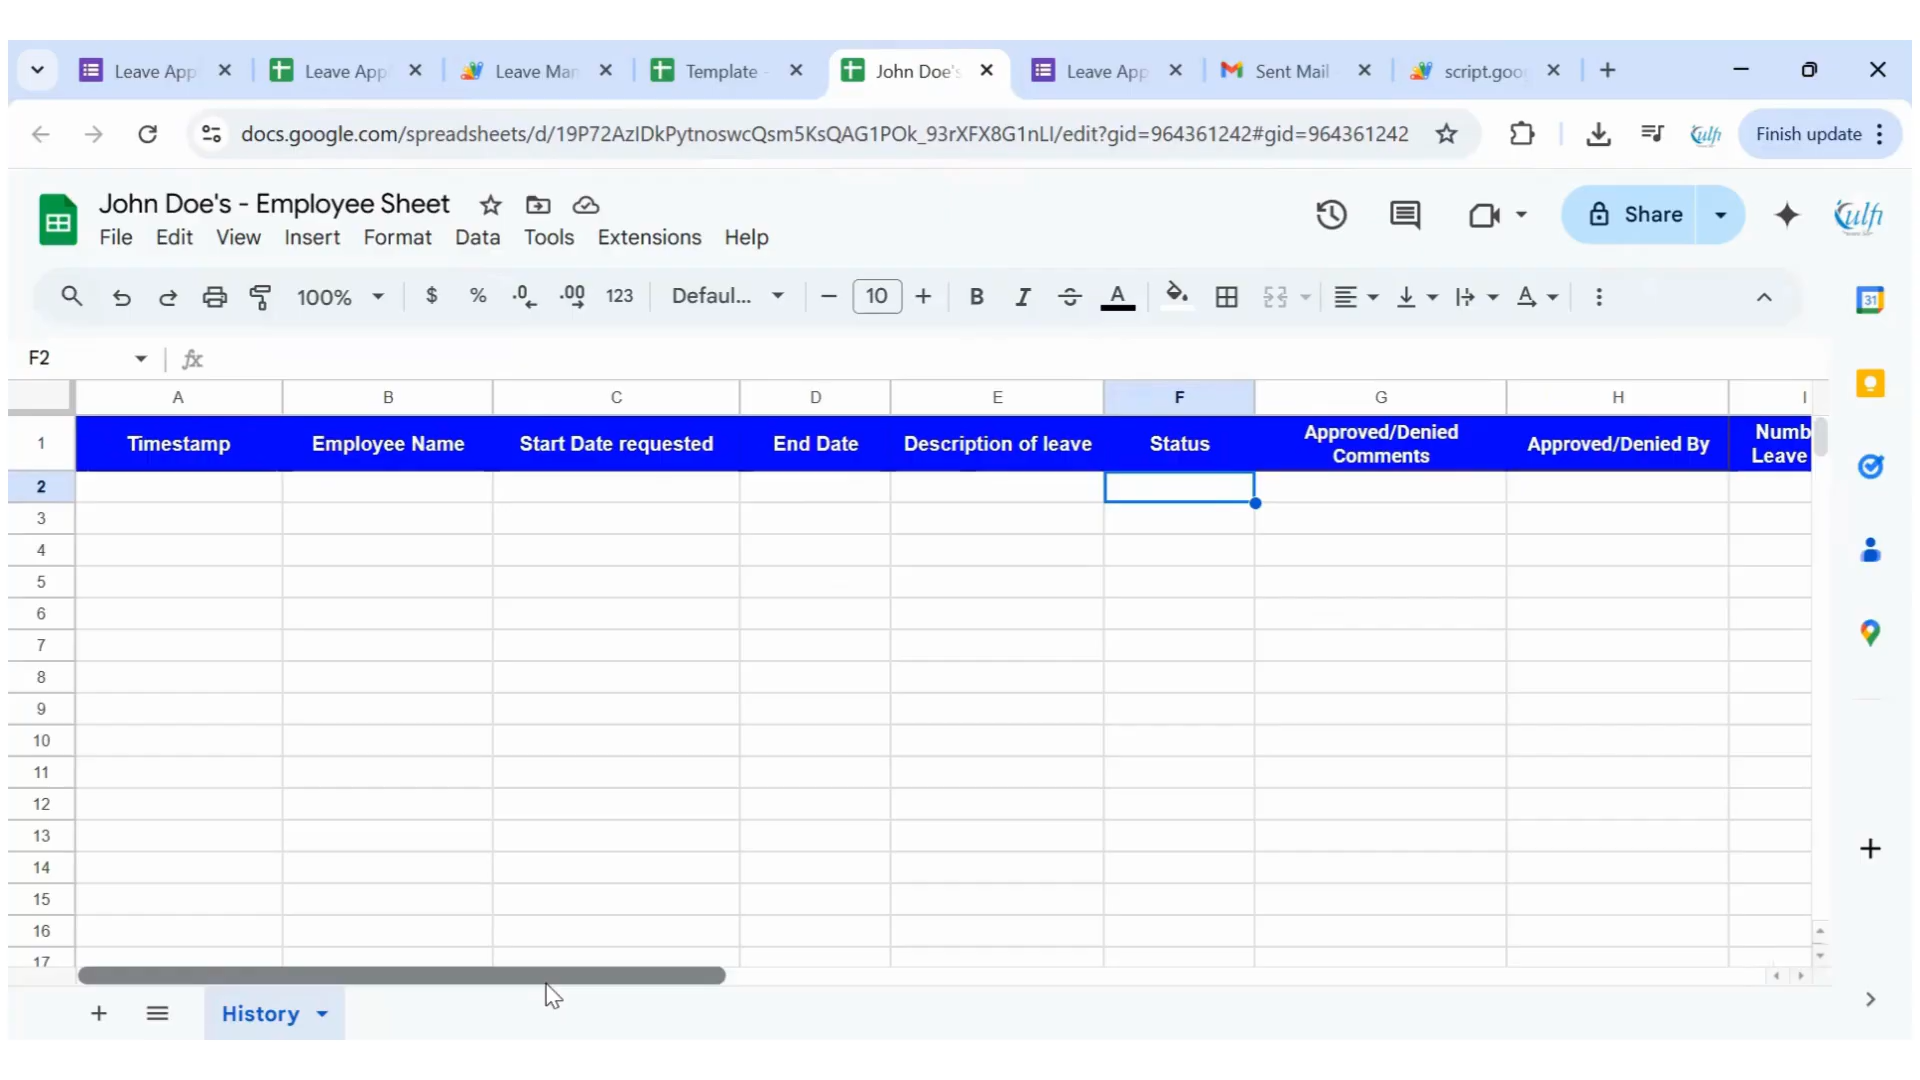 Leave App
Leave App
Leave Man
Template -
John Doe's
Leave App
Sent Mail
script.goo
docs.google.com/spreadsheets/d/19P72AzIDkPytnoswcQsm5KsQAG1POk_93rXFX8G1nLI/edit?gid=964361242#gid=964361242
Finish update
John Doe's - Employee Sheet
File Edit View Insert Format Data Tools Extensions Help
Share
Kulfi
100% $ % .0 .00 123 Defaul... 10 B I A
31
F2 fx
A B C D E F G H I
1 Timestamp Employee Name Start Date requested End Date Description of leave Status Approved/Denied Comments Approved/Denied By Numb Leave
2
3
4
5
6
7
8
9
10
11
12
13
14
15
16
17
History